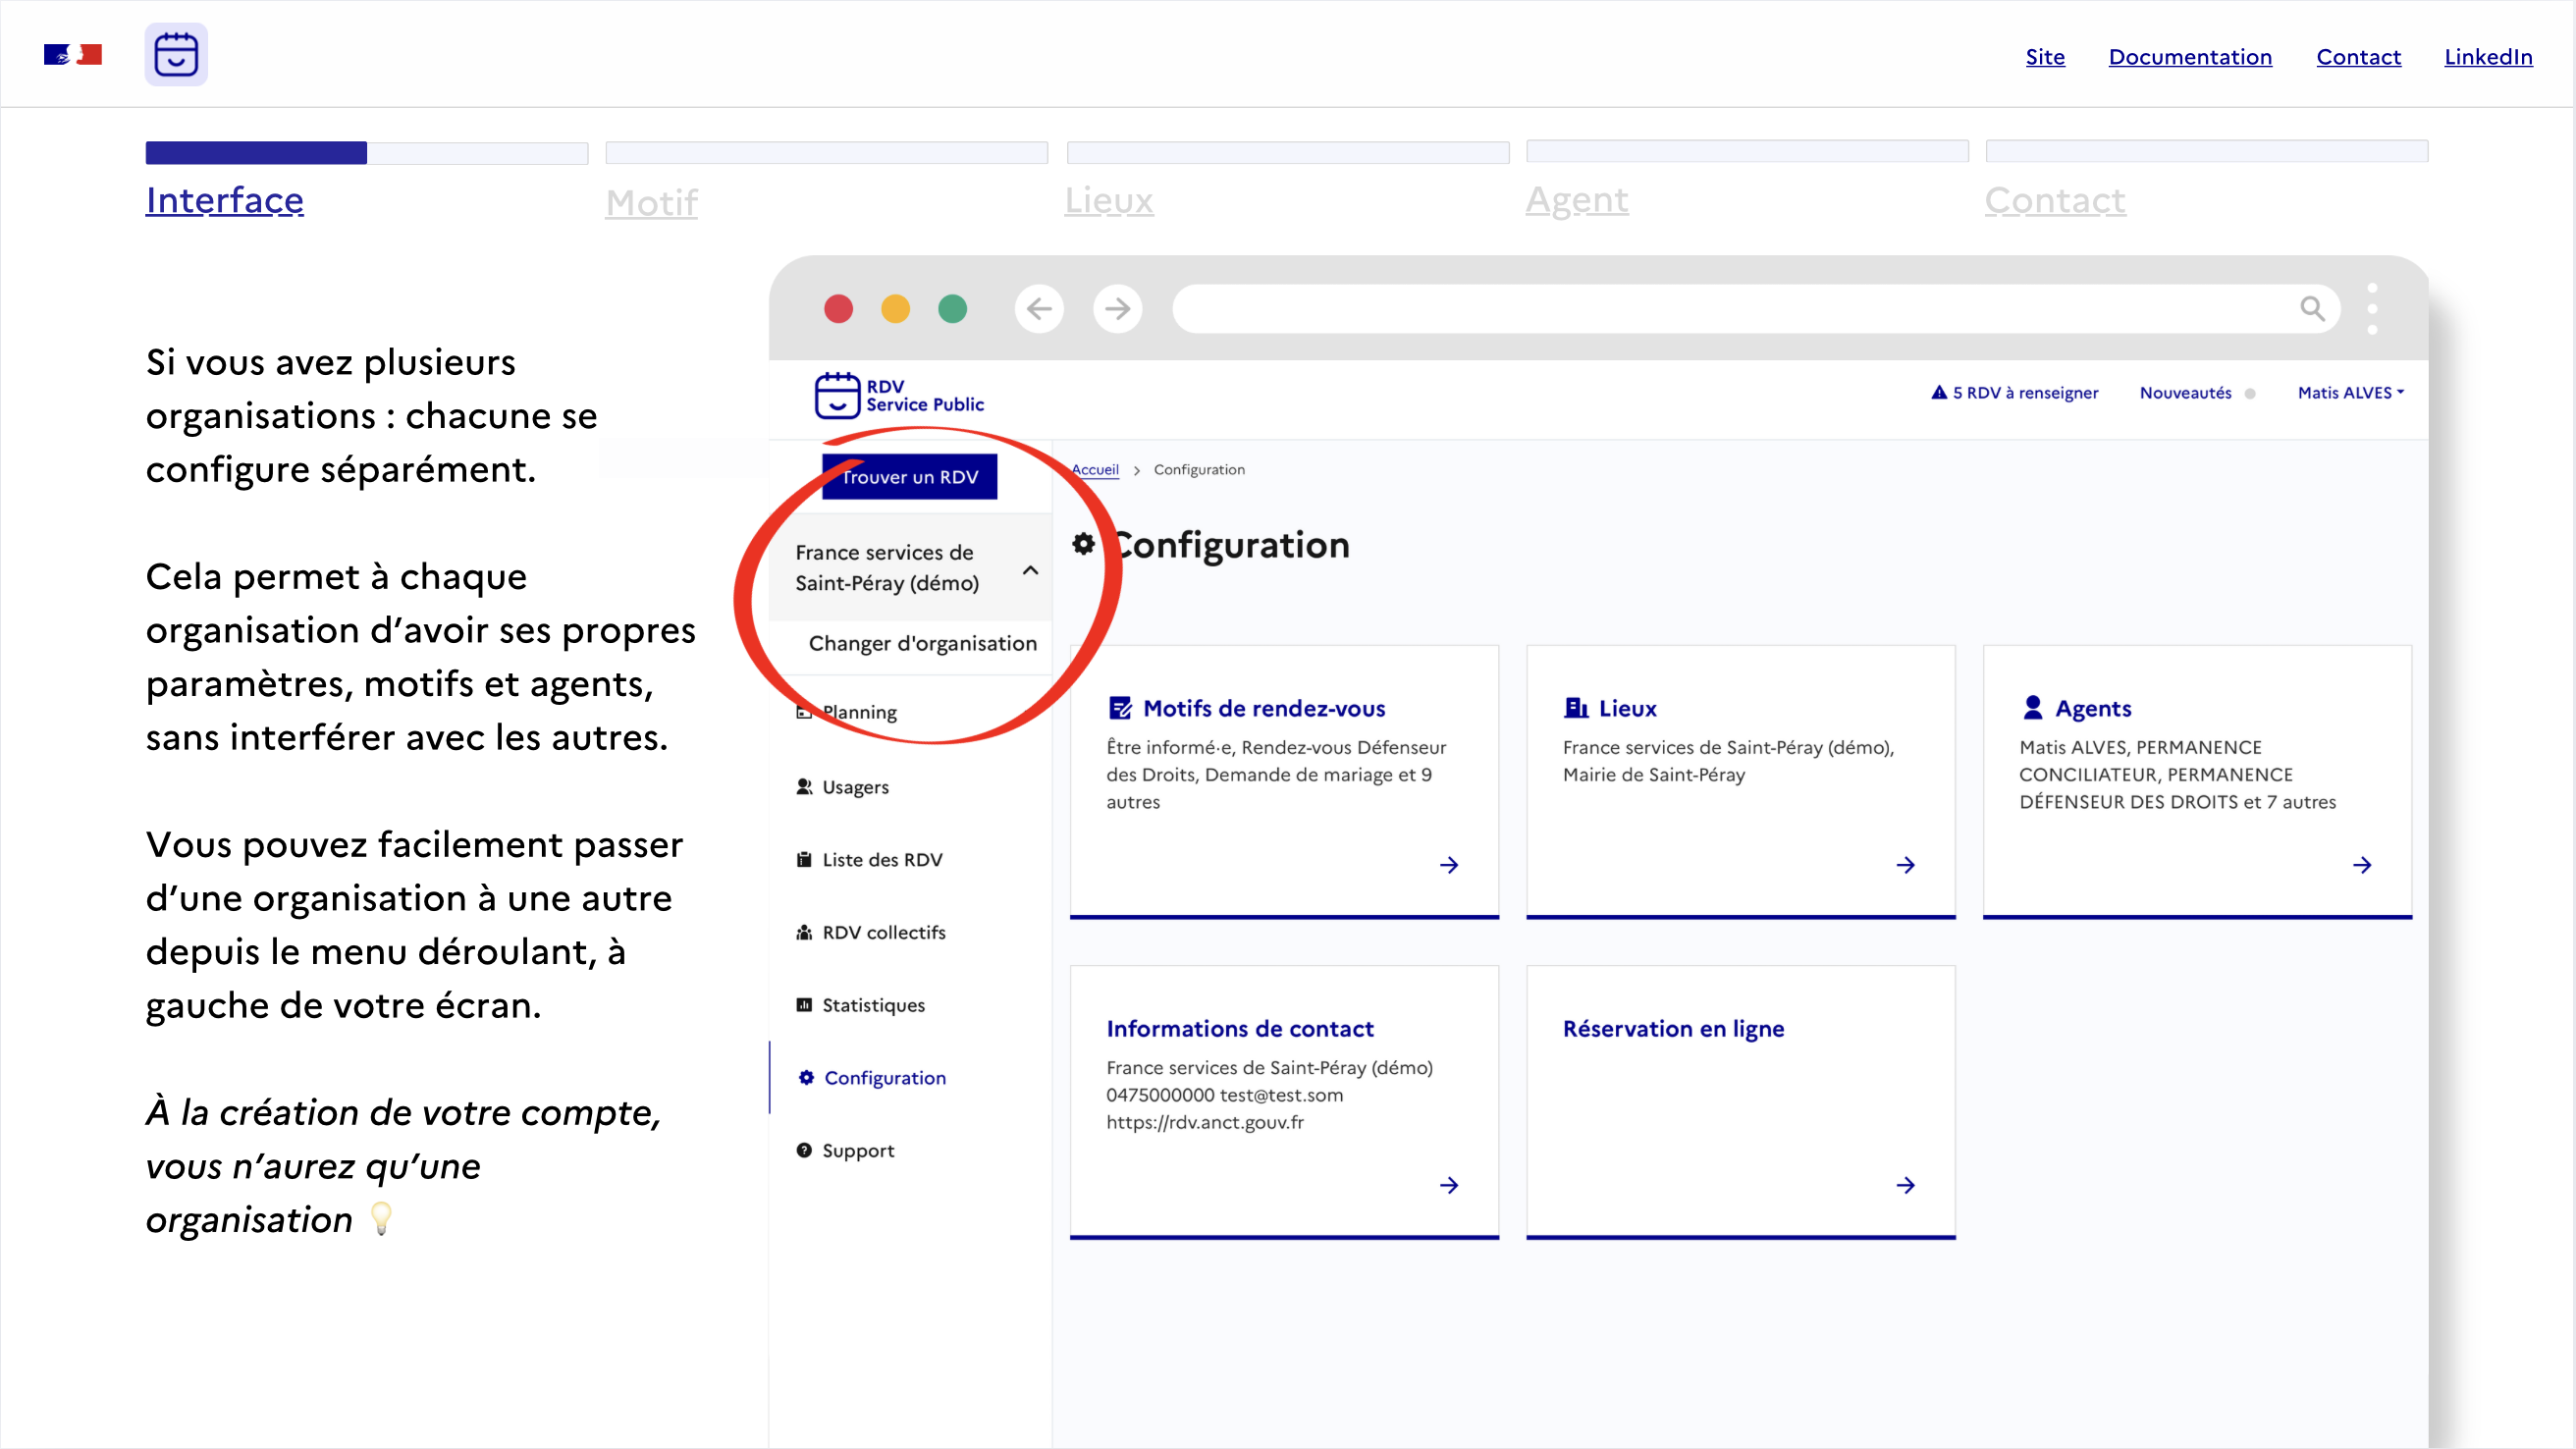 Site Documentation Contact LinkedIn
Interface Motif Lieux Agent Contact
Si vous avez plusieurs
organisations : chacune se
configure séparément.
Cela permet à chaque
organisation d’avoir ses propres
paramètres, motifs et agents,
sans interférer avec les autres.
Vous pouvez facilement passer
d’une organisation à une autre
depuis le menu déroulant, à
gauche de votre écran.
À la création de votre compte,
vous n’aurez qu’une
organisation 💡
RDV
Service Public
5 RDV à renseigner Nouveautés Matis ALVES
Trouver un RDV
France services de
Saint-Péray (démo)
Changer d'organisation
Planning
Usagers
Liste des RDV
RDV collectifs
Statistiques
Configuration
Support
Accueil > Configuration
Configuration
Motifs de rendez-vous
Être informé·e, Rendez-vous Défenseur
des Droits, Demande de mariage et 9
autres
Lieux
France services de Saint-Péray (démo),
Mairie de Saint-Péray
Agents
Matis ALVES, PERMANENCE
CONCILIATEUR, PERMANENCE
DÉFENSEUR DES DROITS et 7 autres
Informations de contact
France services de Saint-Péray (démo)
0475000000 test@test.som
https://rdv.anct.gouv.fr
Réservation en ligne